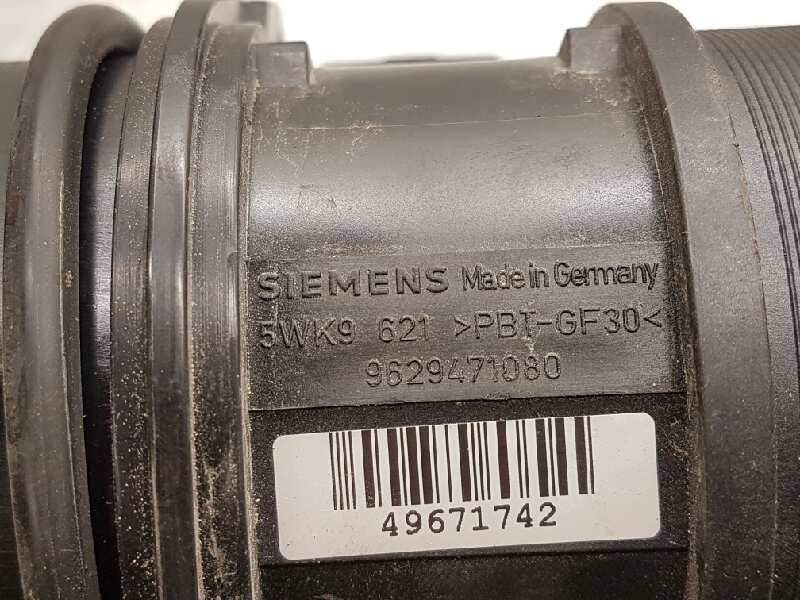 SIEMENS Made in Germany
5WK9 621 >PBT-GF30<
9629471080
49671742